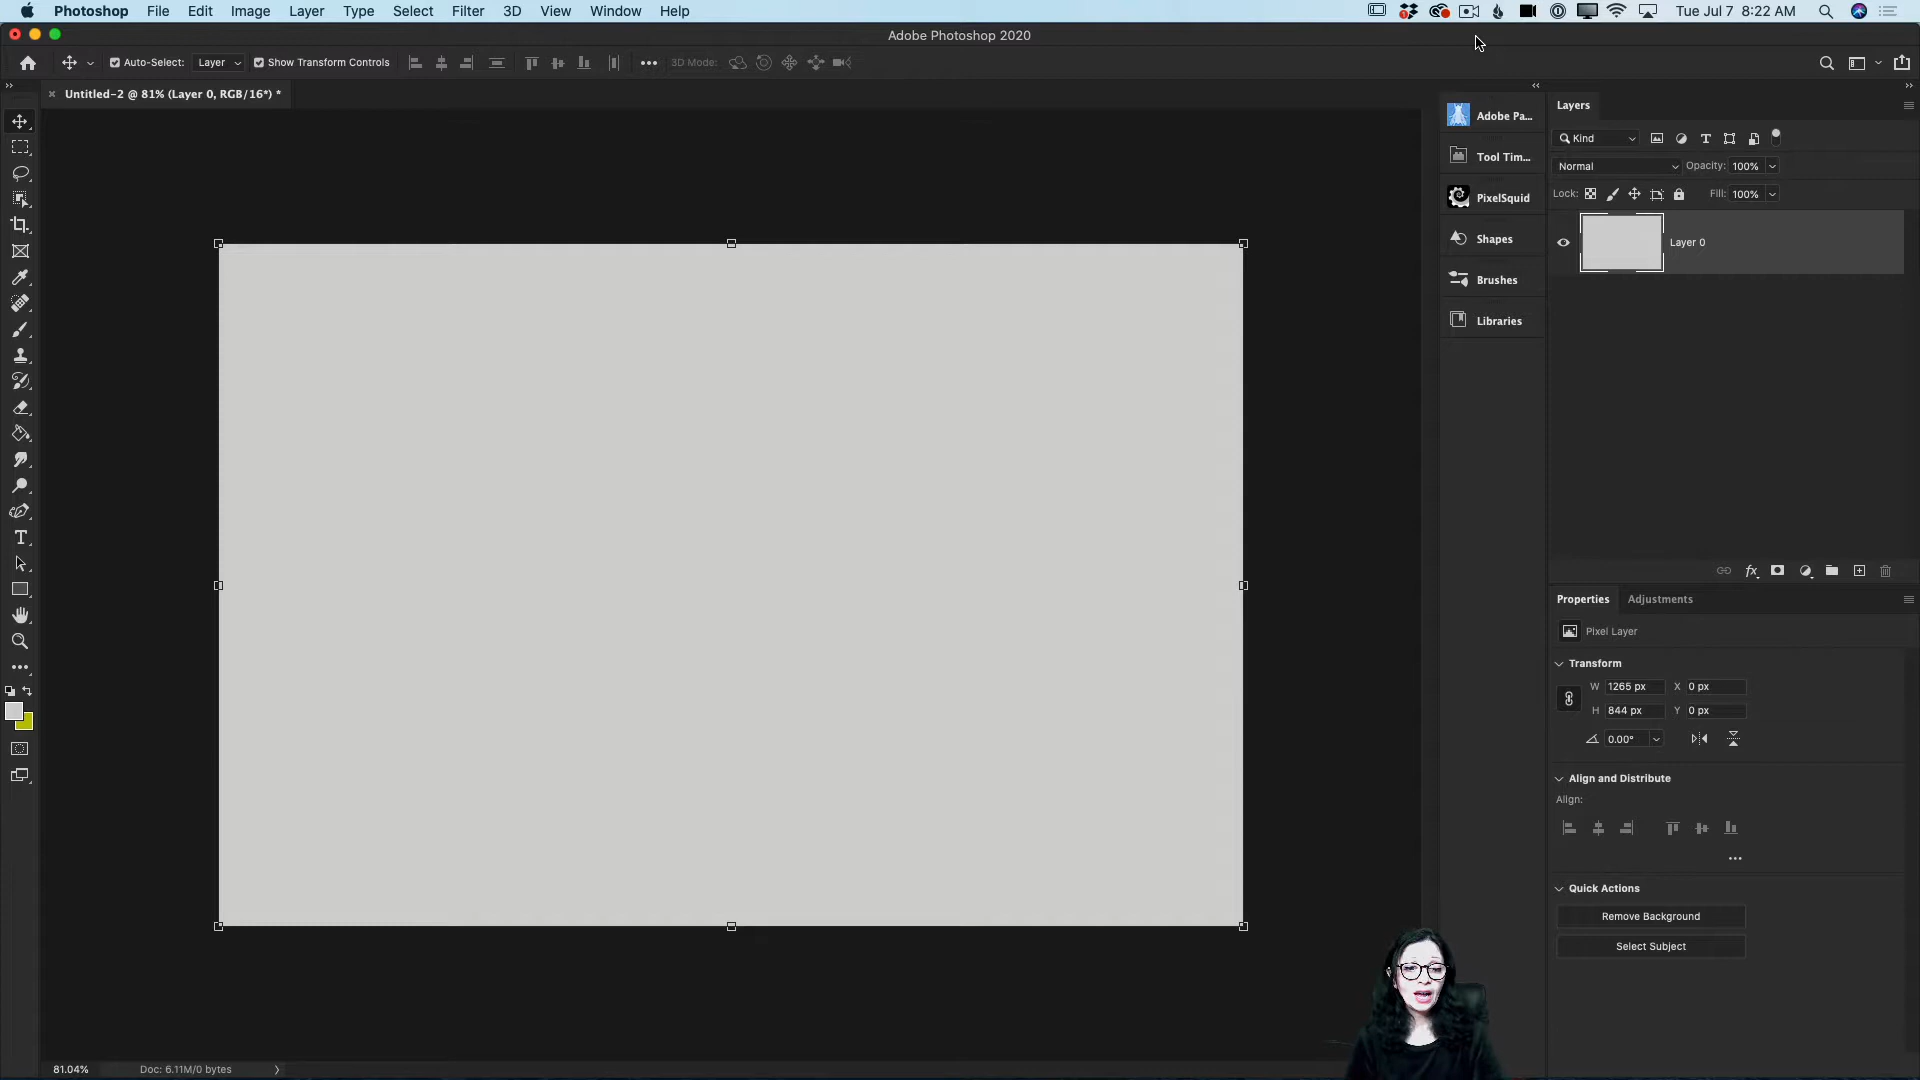 Photoshop File Edit Image Layer Type Select Filter 3D View Window Help Tue Jul 7 8:22 AM
Adobe Photoshop 2020
Auto-Select: Layer Show Transform Controls 3D Mode:
Untitled-2 @ 81% (Layer 0, RGB/16*) *
Adobe Pa...
Tool Tim...
PixelSquid
Shapes
Brushes
Libraries
Layers
Kind
Normal Opacity: 100%
Lock: Fill: 100%
Layer 0
Properties Adjustments
Pixel Layer
Transform
W 1265 px X 0 px
H 844 px Y 0 px
0.00°
Align and Distribute
Align:
Quick Actions
Remove Background
Select Subject
81.04% Doc: 6.11M/0 bytes